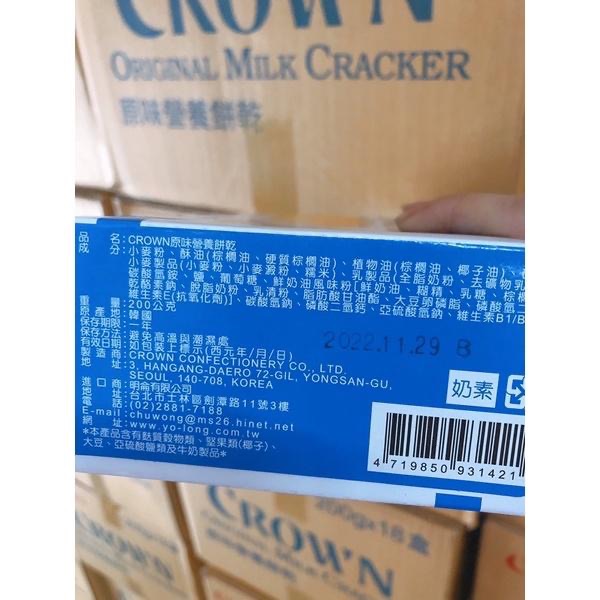 CROWN
ORIGINAL MILK CRACKER
原味營養餅乾
品 名:CROWN原味營養餅乾
成 分:小麥粉、酥油(棕櫚油、硬質棕櫚油)、植物油(棕櫚油、椰子油)
小麥製品(小麥粉、小麥澱粉、糯米)、乳製品(全脂奶粉、去礦物乳
碳酸氫銨、鹽、葡萄糖、鮮奶油風味粉[鮮奶油、糊精、乳糖、棕櫚
乾酪素鈉、脫脂奶粉、乳清粉、脂肪酸甘油酯、大豆卵磷脂、磷酸氫二
維生素E(抗氧化劑)]、碳酸氫鈉、磷酸二氫鈣、亞硫酸氫鈉、維生素B1/B
重 量:200公克
原 產 地:韓國
保存期限:一年
保存方法:避免高溫與潮濕處
有效日期:如包裝上標示(西元年/月/日)
2022.11.29 B
製 造 商:CROWN CONFECTIONERY CO., LTD.
地 址:3, HANGANG-DAERO 72-GIL, YONGSAN-GU,
SEOUL, 140-708, KOREA
進 口 商:明侖有限公司
地 址:台北市士林區劍潭路11號3樓
電 話:(02)2881-7188
E-mail:chuwong@ms26.hinet.net
網 址:www.yo-long.com.tw
*本產品含有麩質穀物類、堅果類(椰子)、
大豆、亞硫酸鹽類及牛奶製品*
奶素
4 719850 931421
CROWN
200gx18盒